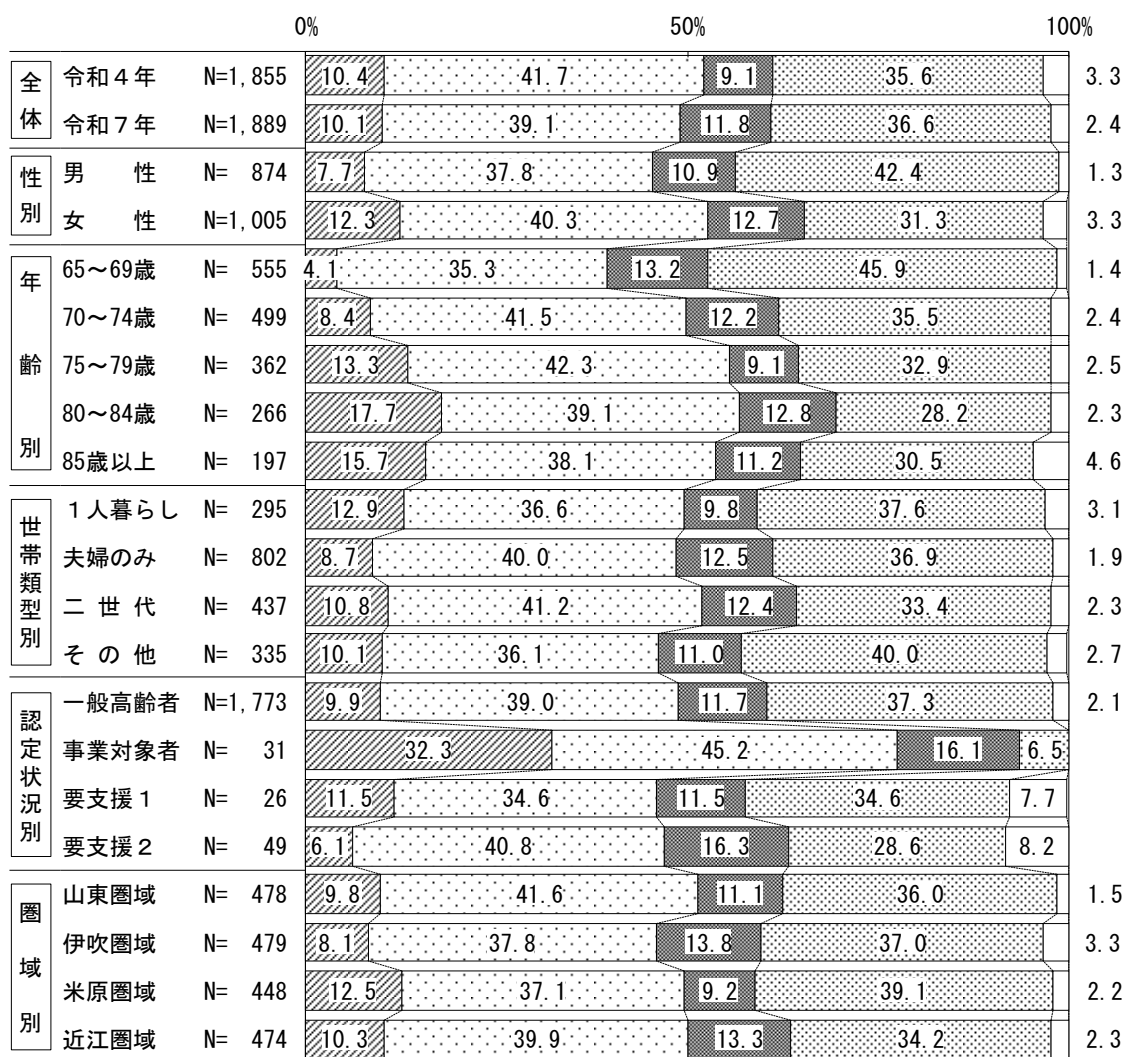 0% 50% 100%
全体
令和４年 N=1,855 10.4 41.7 9.1 35.6 3.3
令和７年 N=1,889 10.1 39.1 11.8 36.6 2.4
性別
男　　性 N= 874 7.7 37.8 10.9 42.4 1.3
女　　性 N=1,005 12.3 40.3 12.7 31.3 3.3
年齢別
65～69歳 N= 555 4.1 35.3 13.2 45.9 1.4
70～74歳 N= 499 8.4 41.5 12.2 35.5 2.4
75～79歳 N= 362 13.3 42.3 9.1 32.9 2.5
80～84歳 N= 266 17.7 39.1 12.8 28.2 2.3
85歳以上 N= 197 15.7 38.1 11.2 30.5 4.6
世帯類型別
１人暮らし N= 295 12.9 36.6 9.8 37.6 3.1
夫婦のみ N= 802 8.7 40.0 12.5 36.9 1.9
二 世 代 N= 437 10.8 41.2 12.4 33.4 2.3
そ の 他 N= 335 10.1 36.1 11.0 40.0 2.7
認定状況別
一般高齢者 N=1,773 9.9 39.0 11.7 37.3 2.1
事業対象者 N= 31 32.3 45.2 16.1 6.5
要支援１ N= 26 11.5 34.6 11.5 34.6 7.7
要支援２ N= 49 6.1 40.8 16.3 28.6 8.2
圏域別
山東圏域 N= 478 9.8 41.6 11.1 36.0 1.5
伊吹圏域 N= 479 8.1 37.8 13.8 37.0 3.3
米原圏域 N= 448 12.5 37.1 9.2 39.1 2.2
近江圏域 N= 474 10.3 39.9 13.3 34.2 2.3